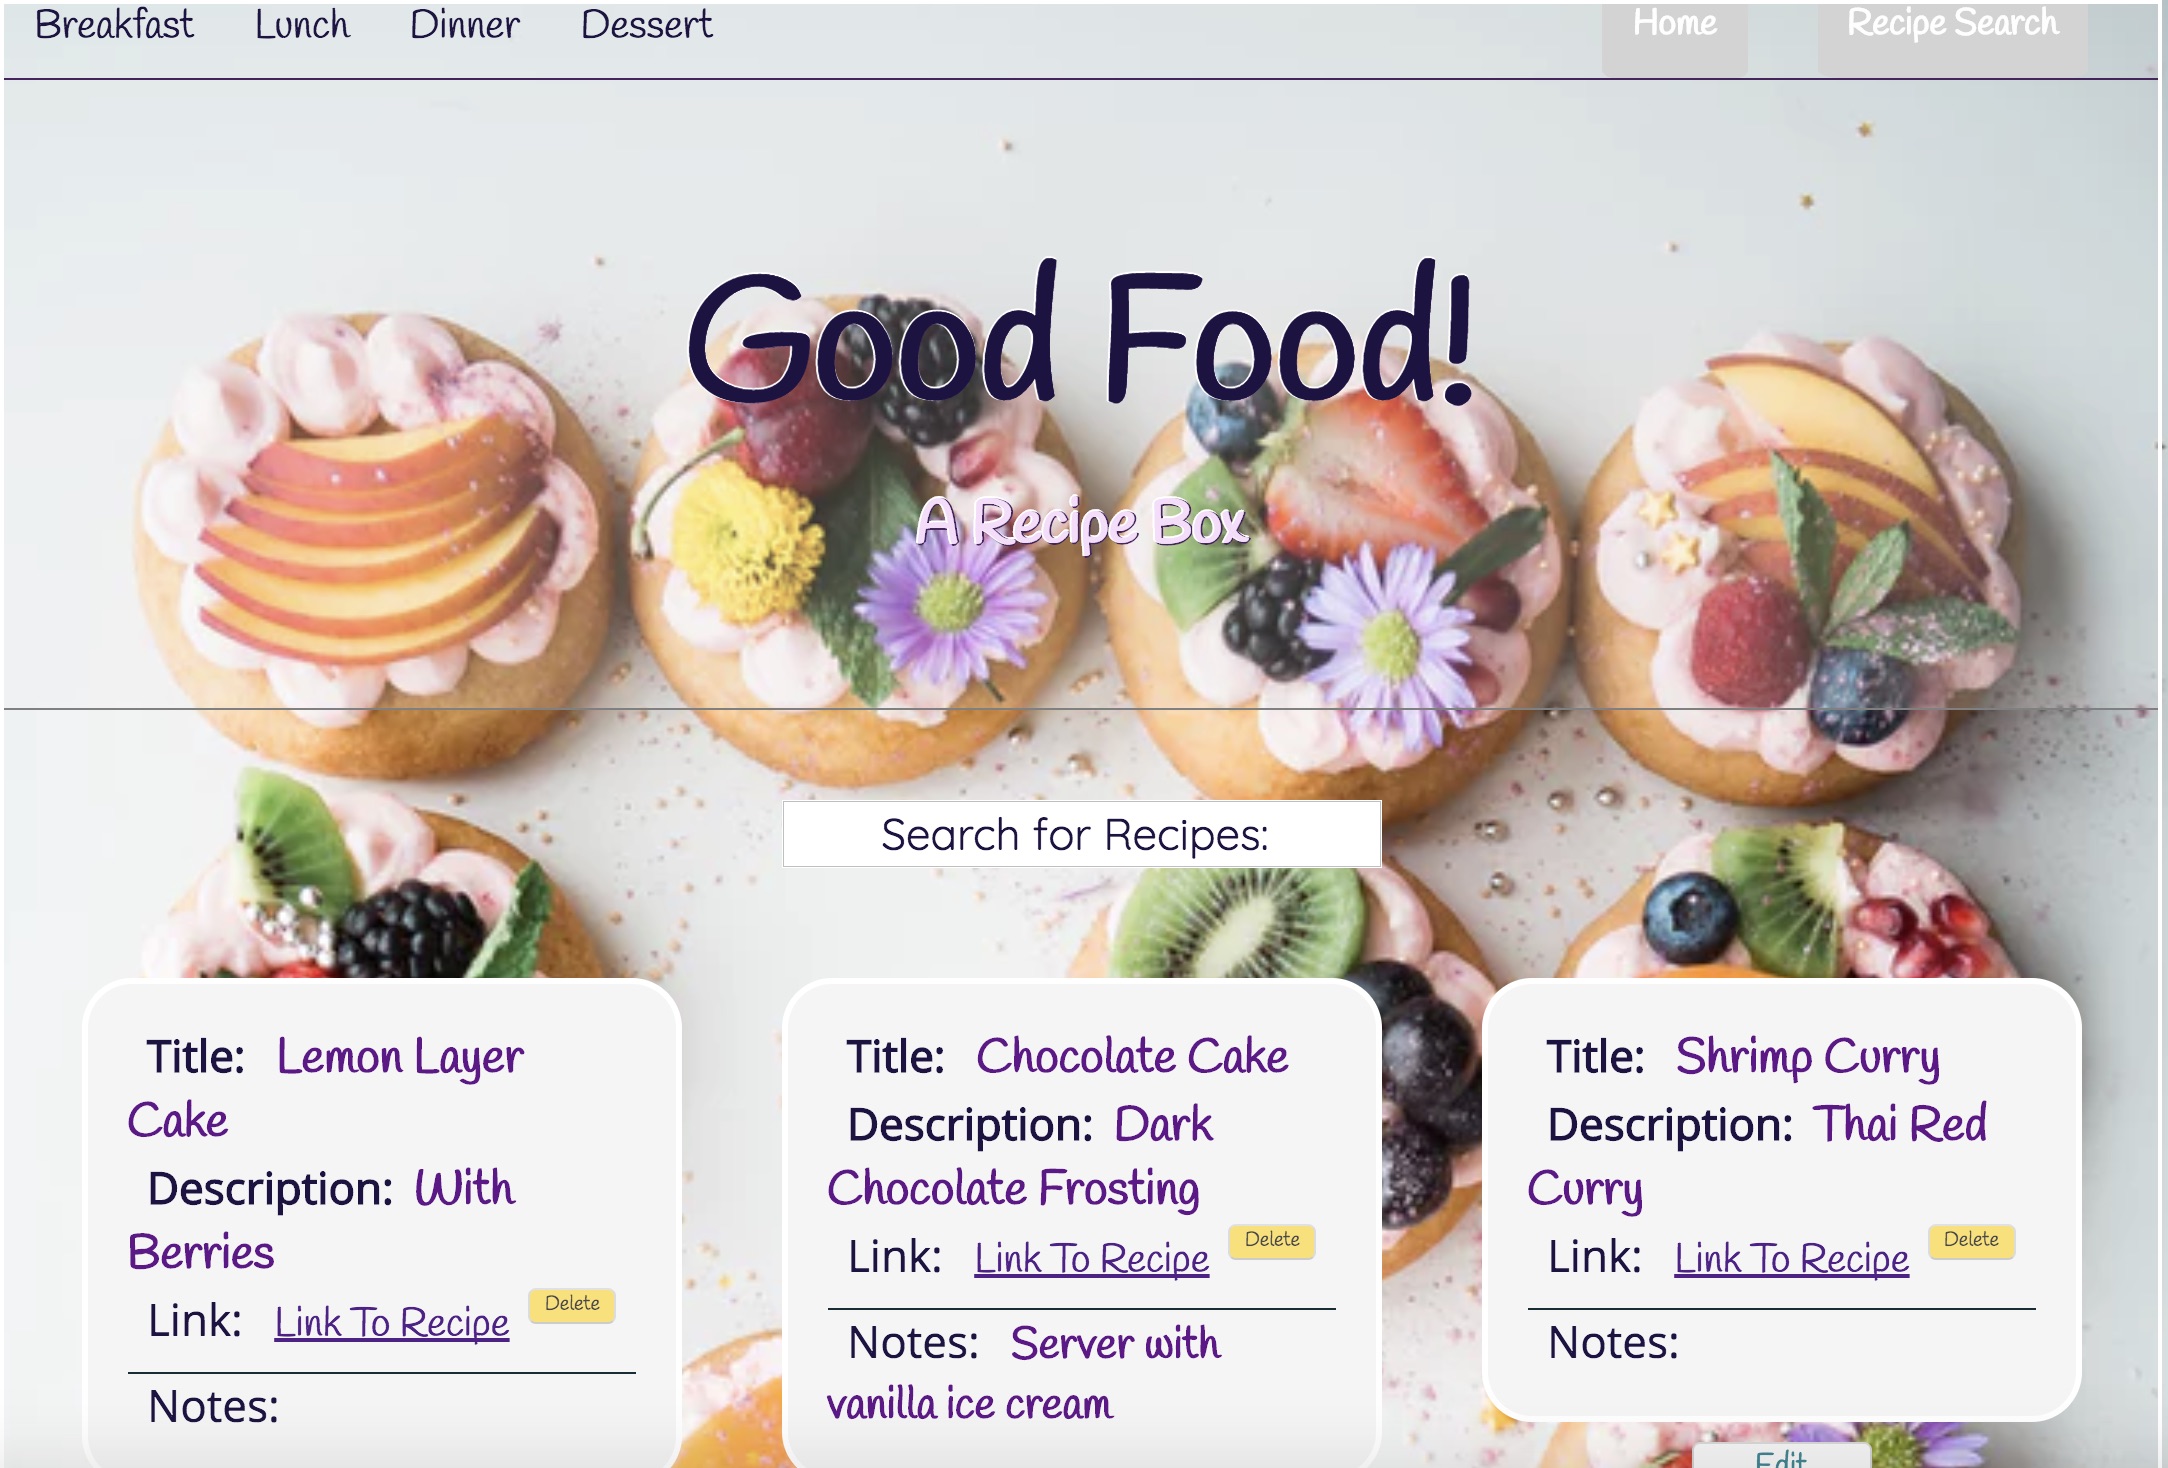 Breakfast Lunch Dinner Dessert Home Recipe Search
Good Food!
A Recipe Box
Search for Recipes:
Title: Lemon Layer
Cake
Description: With
Berries
Link: Link To Recipe Delete
Notes:
Title: Chocolate Cake
Description: Dark
Chocolate Frosting
Link: Link To Recipe Delete
Notes: Server with
vanilla ice cream
Title: Shrimp Curry
Description: Thai Red
Curry
Link: Link To Recipe Delete
Notes:
Edit